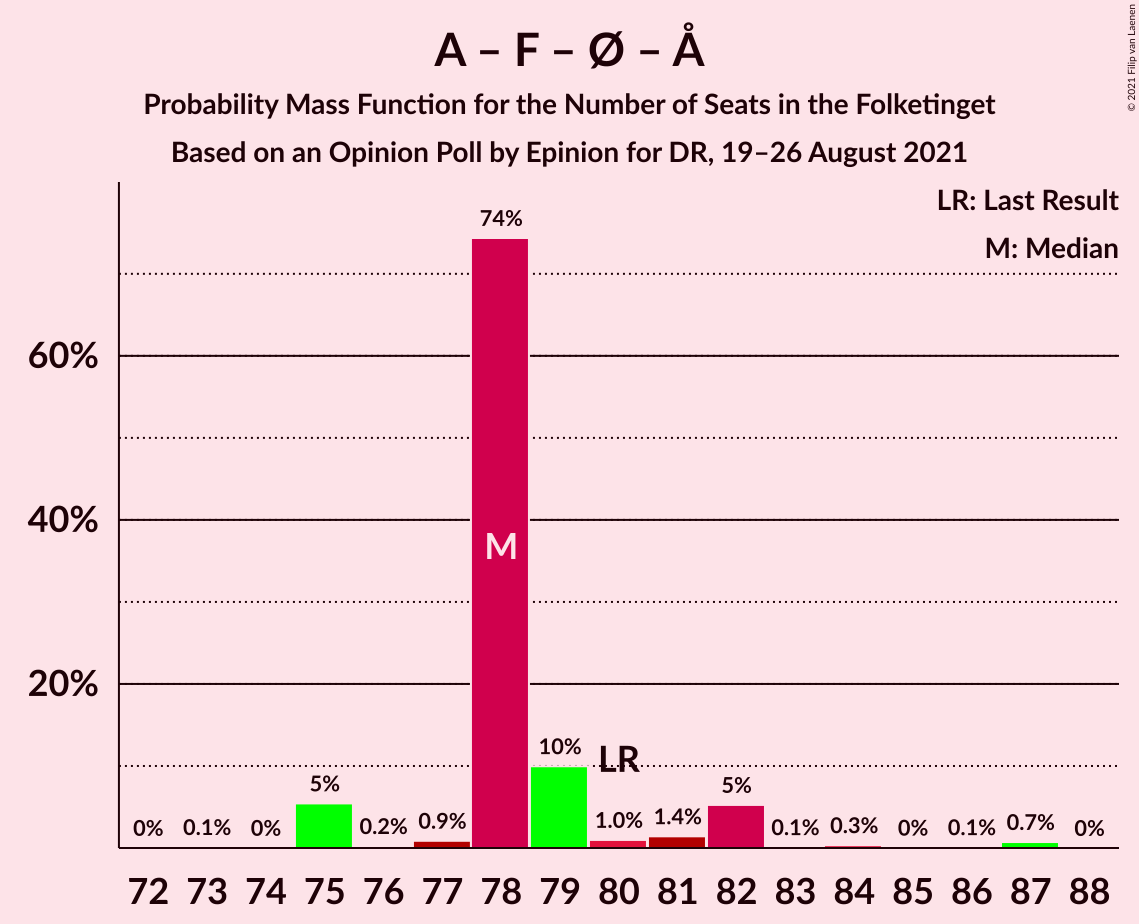 A – F – Ø – Å
Probability Mass Function for the Number of Seats in the Folketinget
Based on an Opinion Poll by Epinion for DR, 19–26 August 2021
© 2021 Filip van Laenen
LR: Last Result
M: Median
74%
60%
40%
M
20%
10%
LR
5%
5%
0%
0.1%
0%
0.2%
0.9%
1.0%
1.4%
0.1%
0.3%
0%
0.1%
0.7%
0%
72 73 74 75 76 77 78 79 80 81 82 83 84 85 86 87 88